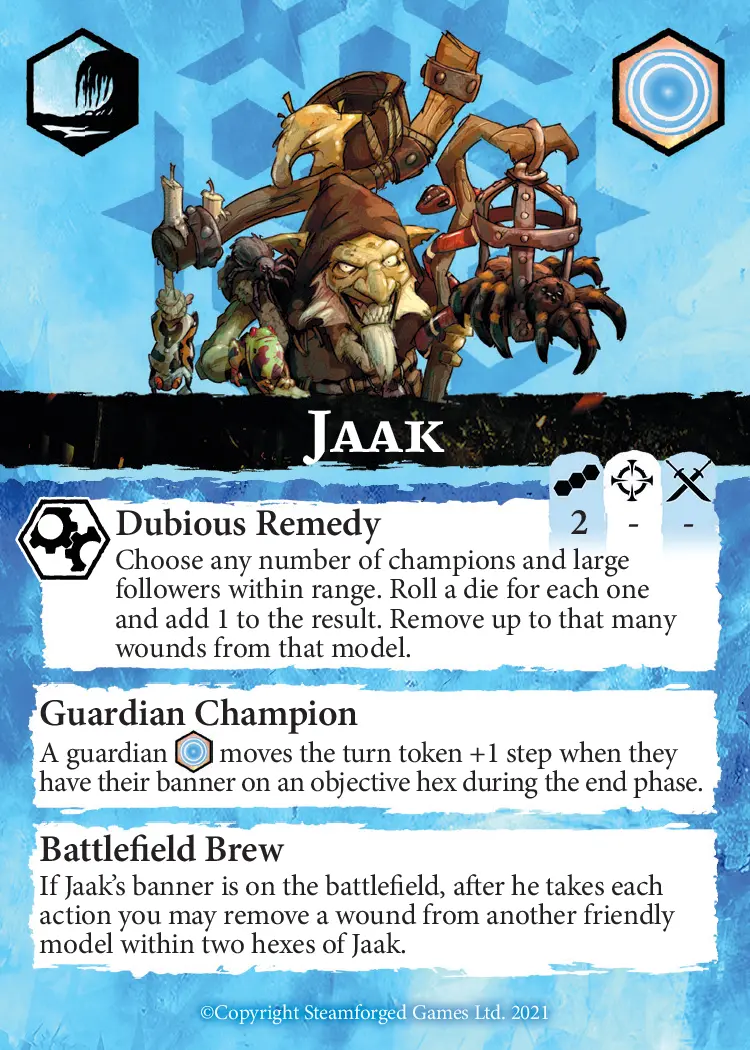 Jaak
Dubious Remedy
2 - -
Choose any number of champions and large
followers within range. Roll a die for each one
and add 1 to the result. Remove up to that many
wounds from that model.
Guardian Champion
A guardian moves the turn token +1 step when they
have their banner on an objective hex during the end phase.
Battlefield Brew
If Jaak’s banner is on the battlefield, after he takes each
action you may remove a wound from another friendly
model within two hexes of Jaak.
©Copyright Steamforged Games Ltd. 2021